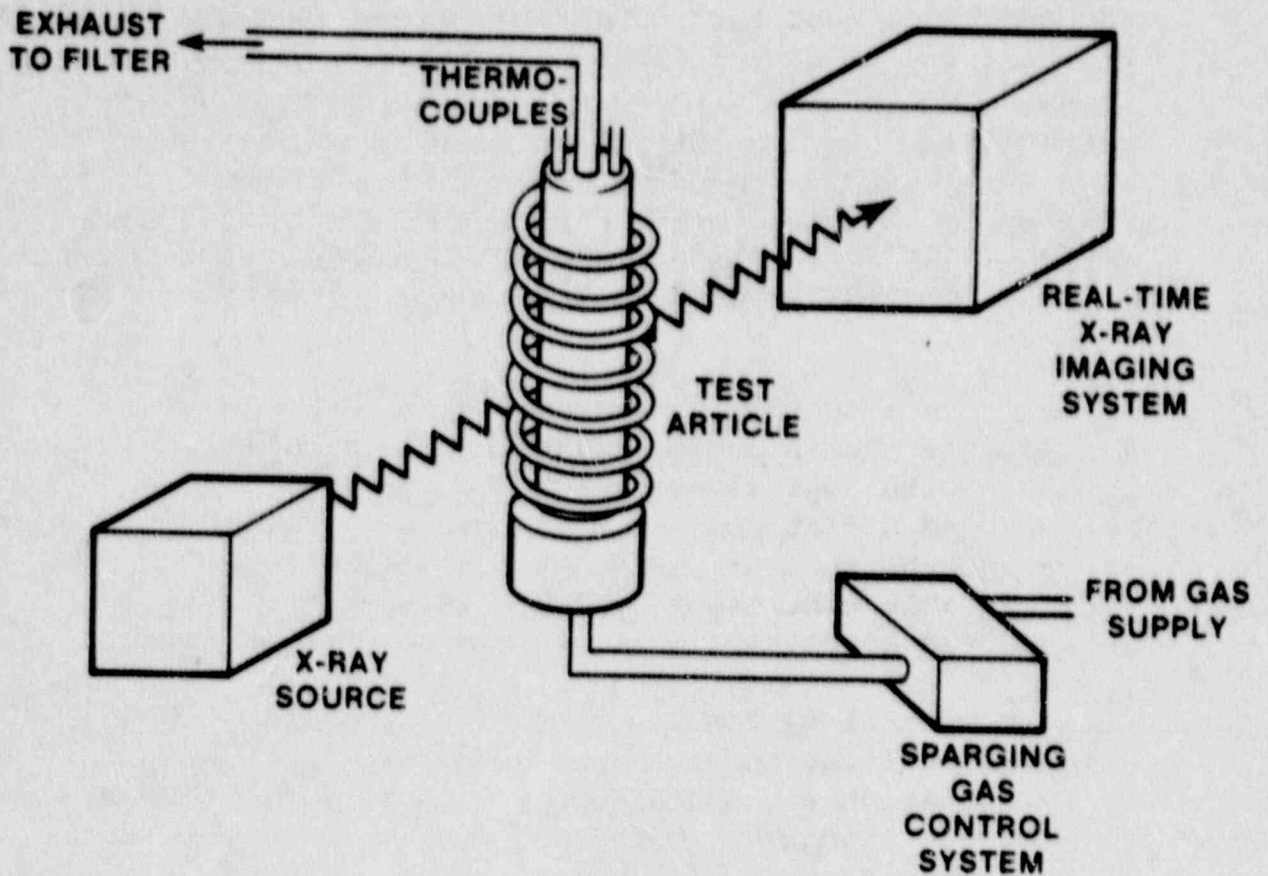 EXHAUST
TO FILTER
THERMO-
COUPLES
REAL-TIME
X-RAY
IMAGING
SYSTEM
TEST
ARTICLE
X-RAY
SOURCE
FROM GAS
SUPPLY
SPARGING
GAS
CONTROL
SYSTEM